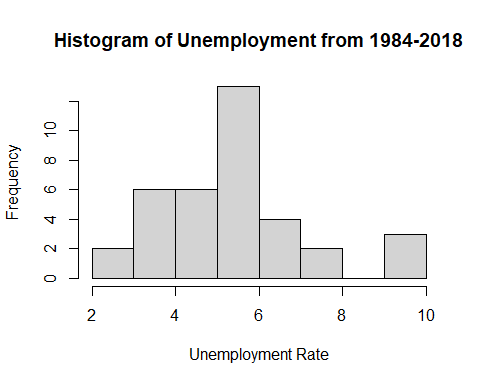 Histogram of Unemployment from 1984-2018
Frequency
10
8
6
4
2
0
2 4 6 8 10
Unemployment Rate